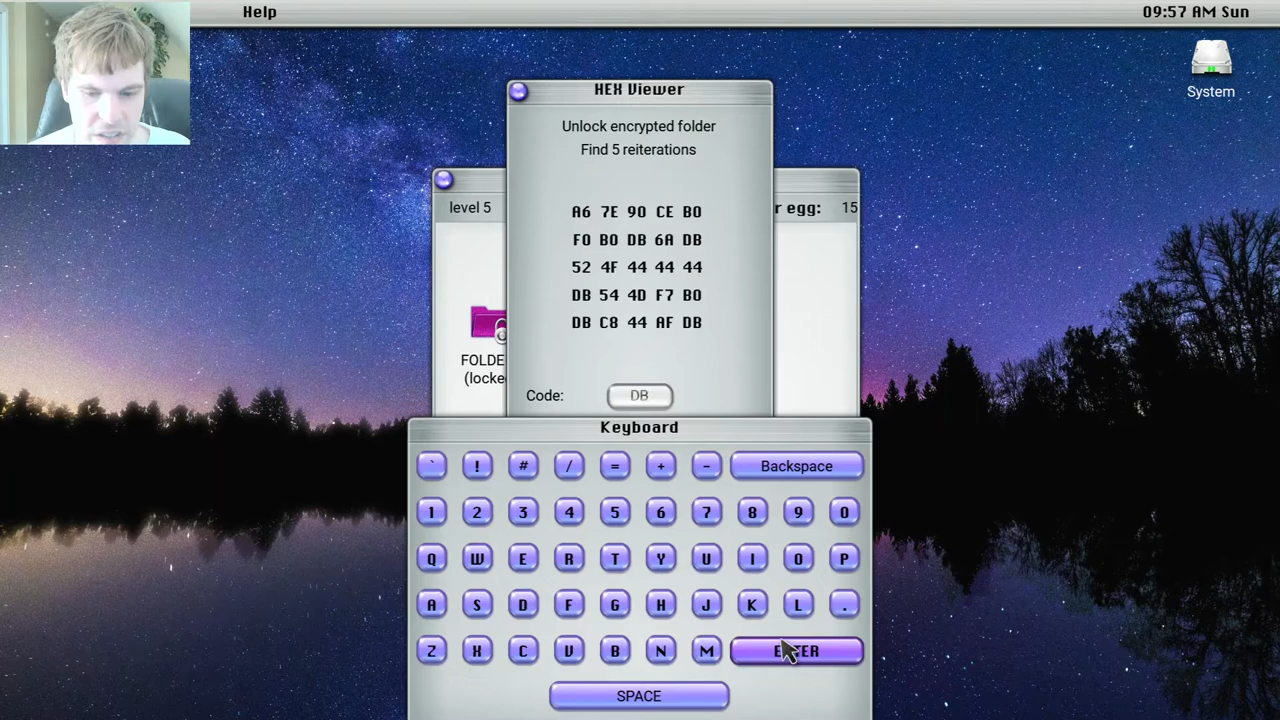 Help
09:57 AM Sun
System
HEX Viewer
Unlock encrypted folder
Find 5 reiterations
level 5
r egg: 15
A6 7E 90 CE B0
F0 B0 DB 6A DB
52 4F 44 44 44
DB 54 4D F7 B0
DB C8 44 AF DB
FOLDE
(locke
Code: DB
Keyboard
` ! # / = + - Backspace
1 2 3 4 5 6 7 8 9 0
Q W E R T Y U I O P
A S D F G H J K L .
Z X C V B N M ENTER
SPACE